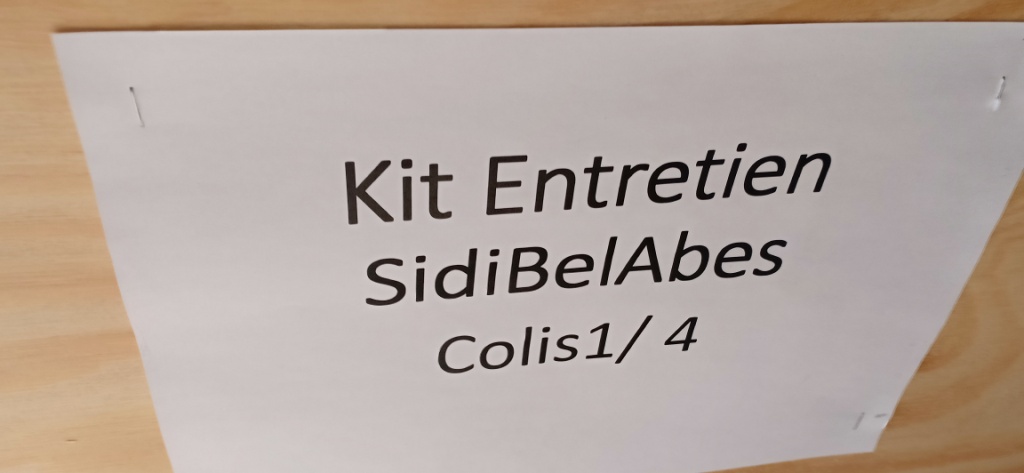 Kit Entretien
SidiBelAbes
Colis1/ 4